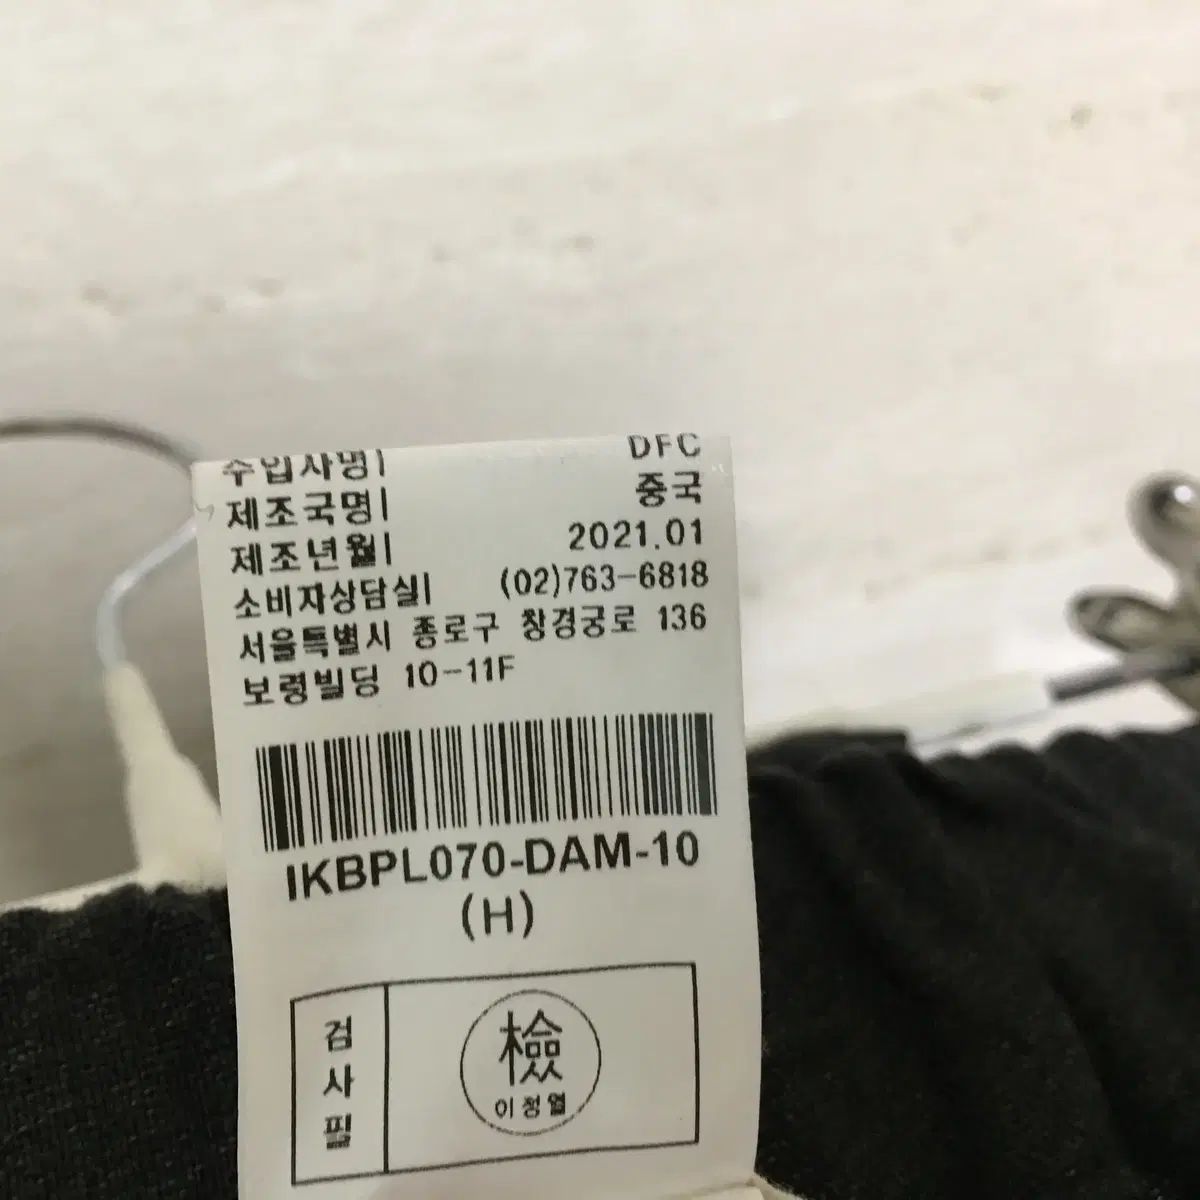 수입사명| DFC
제조국명| 중국
제조년월| 2021.01
소비자상담실| (02)763-6818
서울특별시 종로구 창경궁로 136
보령빌딩 10-11F
IKBPL070-DAM-10
(H)
검사필
檢
이정열